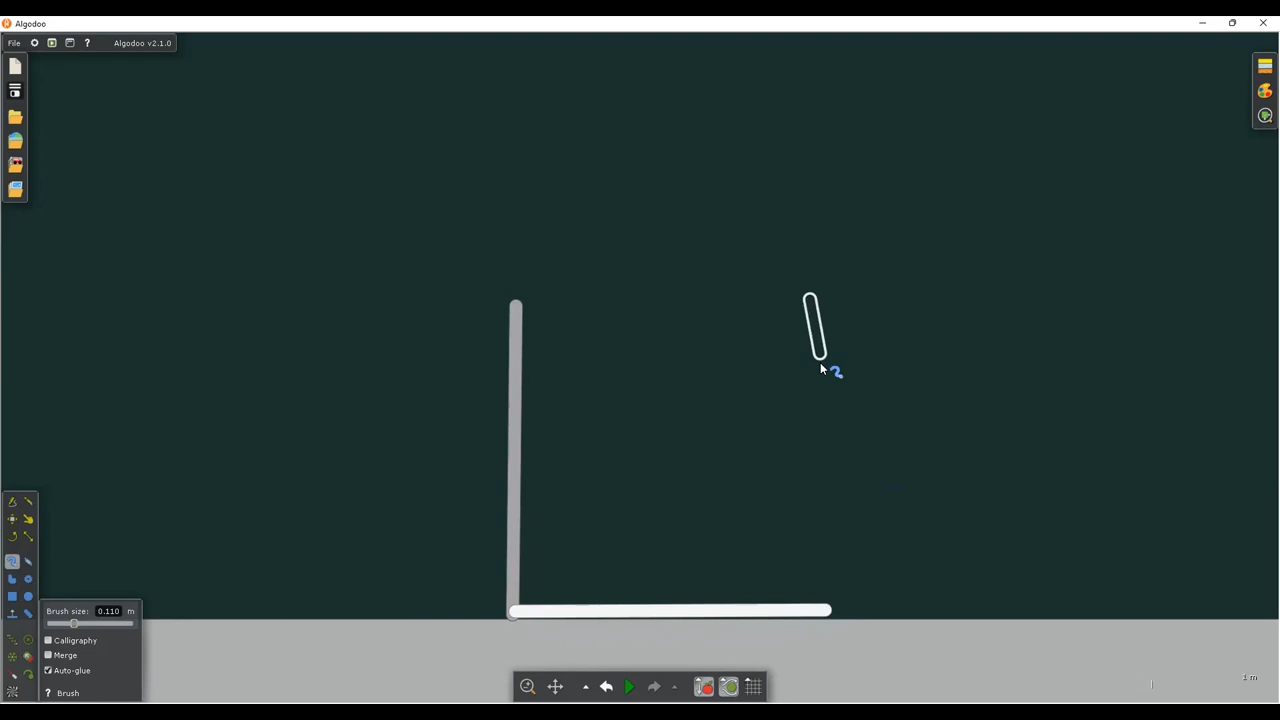 Algodoo
File ? Algodoo v2.1.0
Brush size: 0.110 m
Calligraphy
Merge
Auto-glue
? Brush
1 m